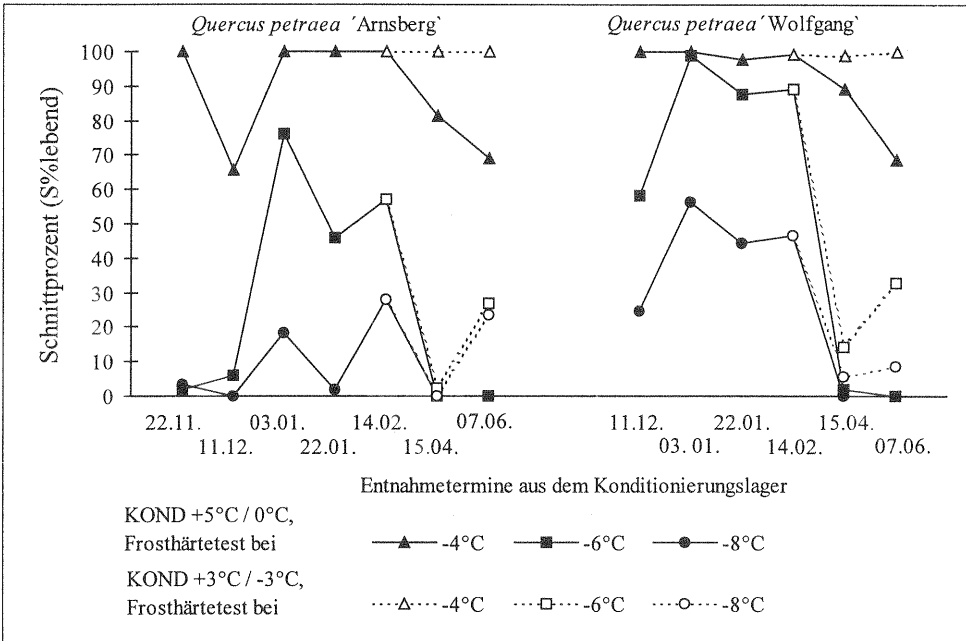 Quercus petraea ´Arnsberg` Quercus petraea´Wolfgang`
Schnittprozent (S%lebend)
100
90
80
70
60
50
40
30
20
10
0
22.11. 03.01. 14.02. 07.06. 11.12. 22.01. 15.04.
11.12. 22.01. 15.04. 03.01. 14.02. 07.06.
Entnahmetermine aus dem Konditionierungslager
KOND +5°C / 0°C,
Frosthärtetest bei -4°C -6°C -8°C
KOND +3°C / -3°C,
Frosthärtetest bei -4°C -6°C -8°C